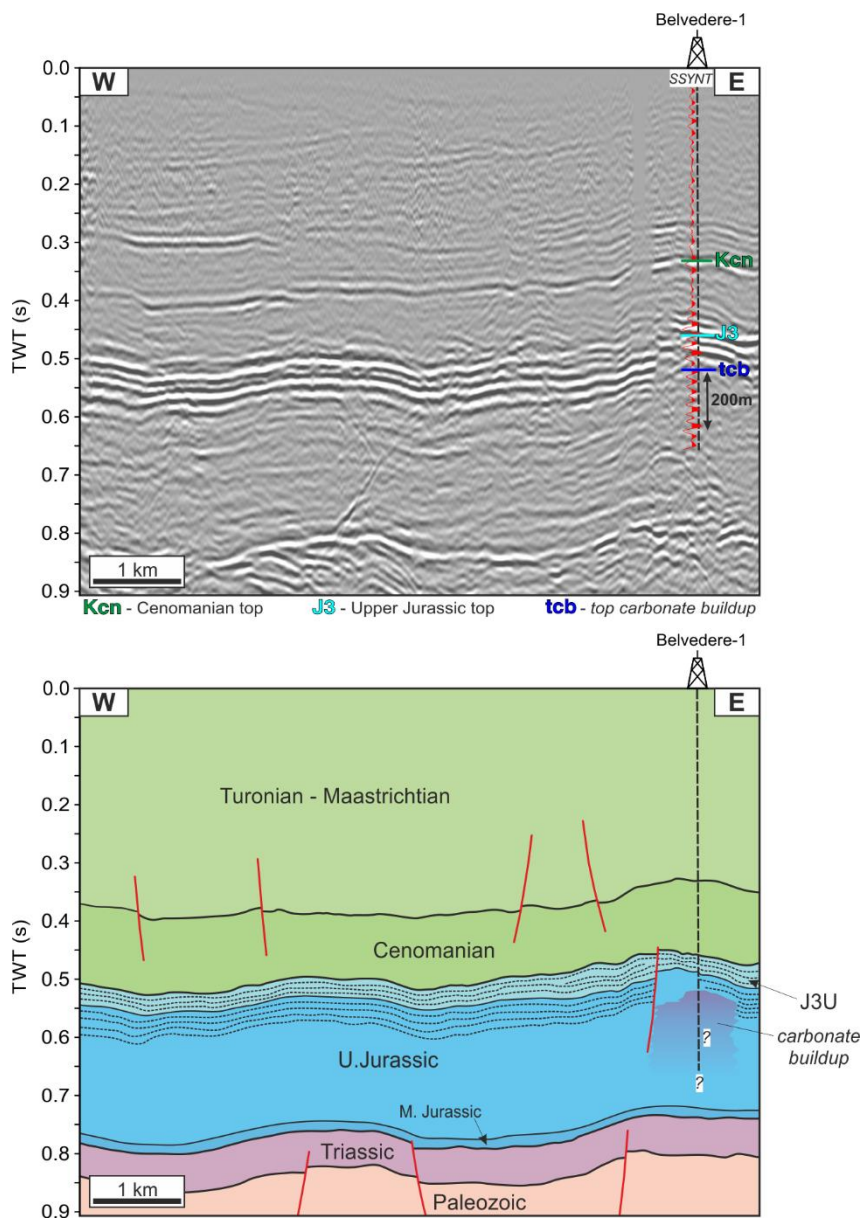 Belvedere-1
0.0
W
SSYNT
E
0.1
0.2
0.3
Kcn
0.4
J3
TWT (s)
0.5
tcb
200m
0.6
0.7
0.8
1 km
0.9
Kcn - Cenomanian top
J3 - Upper Jurassic top
tcb - top carbonate buildup
Belvedere-1
0.0
W
E
0.1
Turonian - Maastrichtian
0.2
0.3
0.4
Cenomanian
TWT (s)
0.5
J3U
0.6
carbonate
buildup
?
U.Jurassic
?
0.7
M. Jurassic
0.8
Triassic
1 km
Paleozoic
0.9